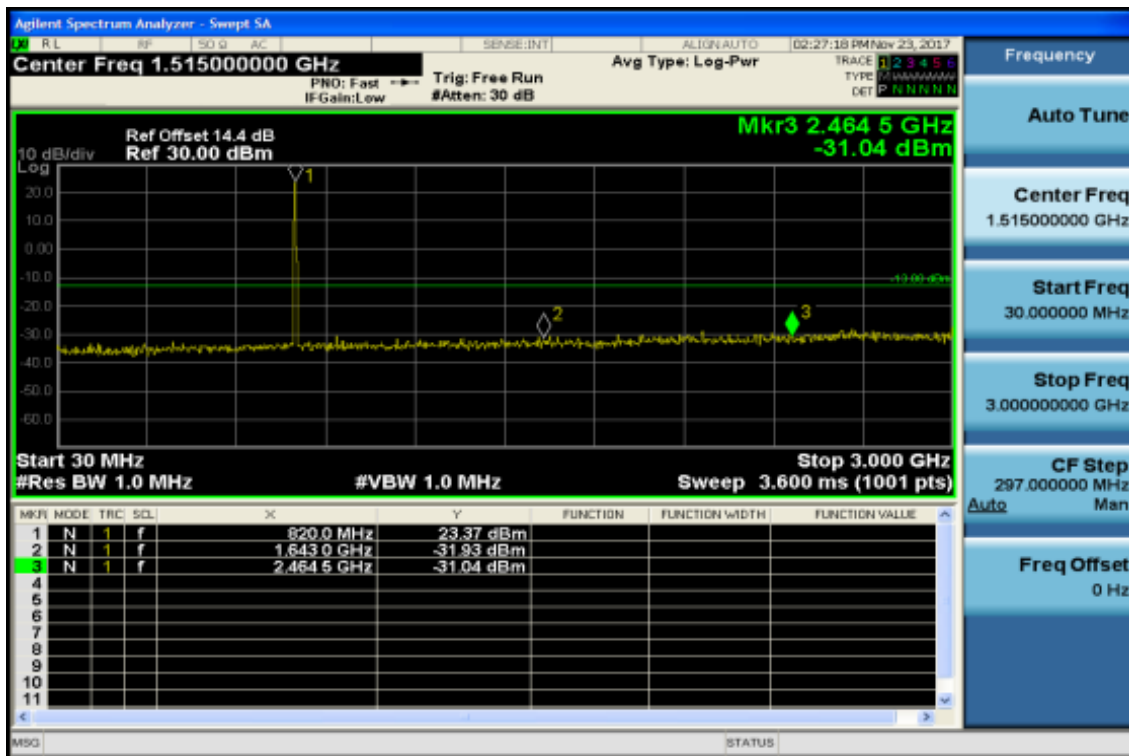 Agilent Spectrum Analyzer - Swept SA
RL RF 50 Ω AC SENSE:INT ALIGN AUTO 02:27:18 PM Nov 23, 2017
Center Freq 1.515000000 GHz
PNO: Fast
IFGain:Low
Trig: Free Run
#Atten: 30 dB
Avg Type: Log-Pwr
TRACE 1 2 3 4 5 6
TYPE M
DET P N N N N N
Ref Offset 14.4 dB
Ref 30.00 dBm
10 dB/div
Log
Mkr3 2.464 5 GHz
-31.04 dBm
1
20.0
10.0
0.00
-10.0
-13.00 dBm
-20.0
2
3
-30.0
-40.0
-50.0
-60.0
Start 30 MHz Stop 3.000 GHz
#Res BW 1.0 MHz #VBW 1.0 MHz Sweep 3.600 ms (1001 pts)
MKR MODE TRC SCL X Y FUNCTION FUNCTION WIDTH FUNCTION VALUE
1 N 1 f 820.0 MHz 23.37 dBm
2 N 1 f 1.643 0 GHz -31.93 dBm
3 N 1 f 2.464 5 GHz -31.04 dBm
4
5
6
7
8
9
10
11
MSG STATUS
Frequency
Auto Tune
Center Freq
1.515000000 GHz
Start Freq
30.000000 MHz
Stop Freq
3.000000000 GHz
CF Step
297.000000 MHz
Auto Man
Freq Offset
0 Hz